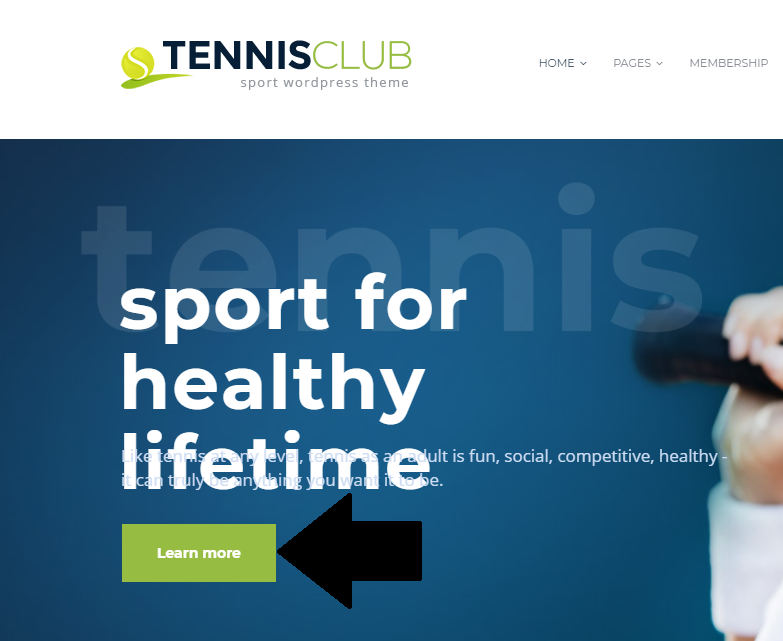 TENNISCLUB
sport wordpress theme
HOME PAGES MEMBERSHIP
tennis
sport for
healthy
lifetime
Like tennis at any level, tennis as an adult is fun, social, competitive, healthy -
it can truly be anything you want it to be.
Learn more